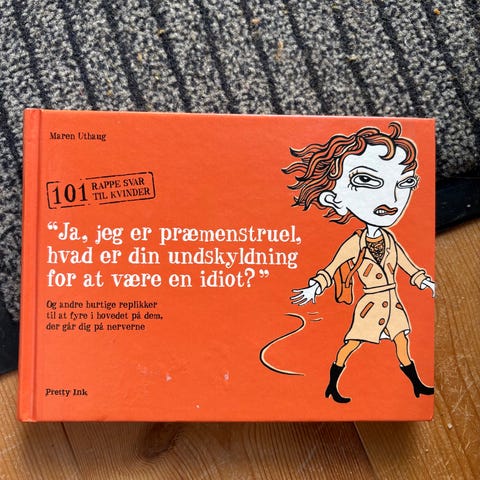 Maren Uthaug
101 RAPPE SVAR
TIL KVINDER
“Ja, jeg er præmenstruel,
hvad er din undskyldning
for at være en idiot?”
Og andre hurtige replikker
til at fyre i hovedet på dem,
der går dig på nerverne
Pretty Ink